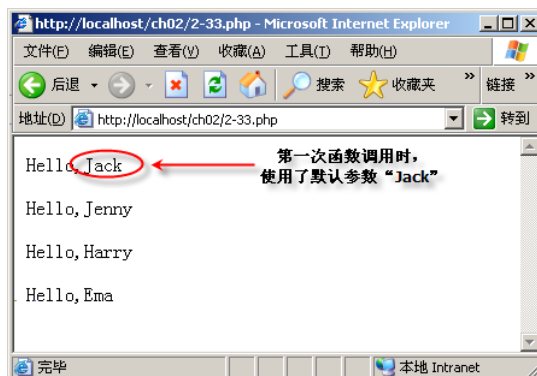 http://localhost/ch02/2-33.php - Microsoft Internet Explorer
文件(F) 编辑(E) 查看(V) 收藏(A) 工具(T) 帮助(H)
后退 搜索 收藏夹 » 链接 »
地址(D) http://localhost/ch02/2-33.php 转到
Hello,Jack
第一次函数调用时，
使用了默认参数“Jack”
Hello,Jenny
Hello,Harry
Hello,Ema
完毕 本地 Intranet